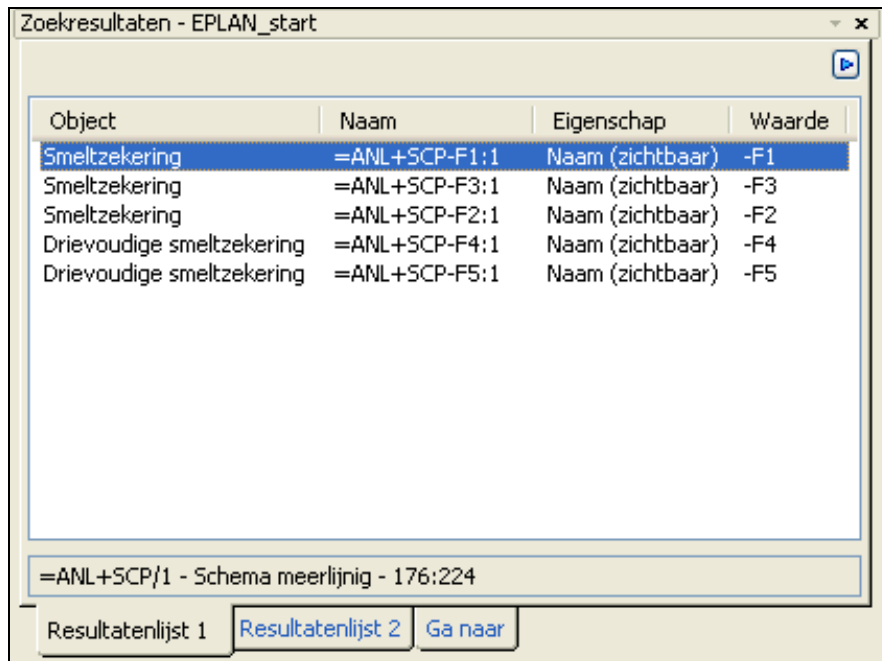 Zoekresultaten - EPLAN_start
Object Naam Eigenschap Waarde
Smeltzekering =ANL+SCP-F1:1 Naam (zichtbaar) -F1
Smeltzekering =ANL+SCP-F3:1 Naam (zichtbaar) -F3
Smeltzekering =ANL+SCP-F2:1 Naam (zichtbaar) -F2
Drievoudige smeltzekering =ANL+SCP-F4:1 Naam (zichtbaar) -F4
Drievoudige smeltzekering =ANL+SCP-F5:1 Naam (zichtbaar) -F5
=ANL+SCP/1 - Schema meerlijnig - 176:224
Resultatenlijst 1 Resultatenlijst 2 Ga naar